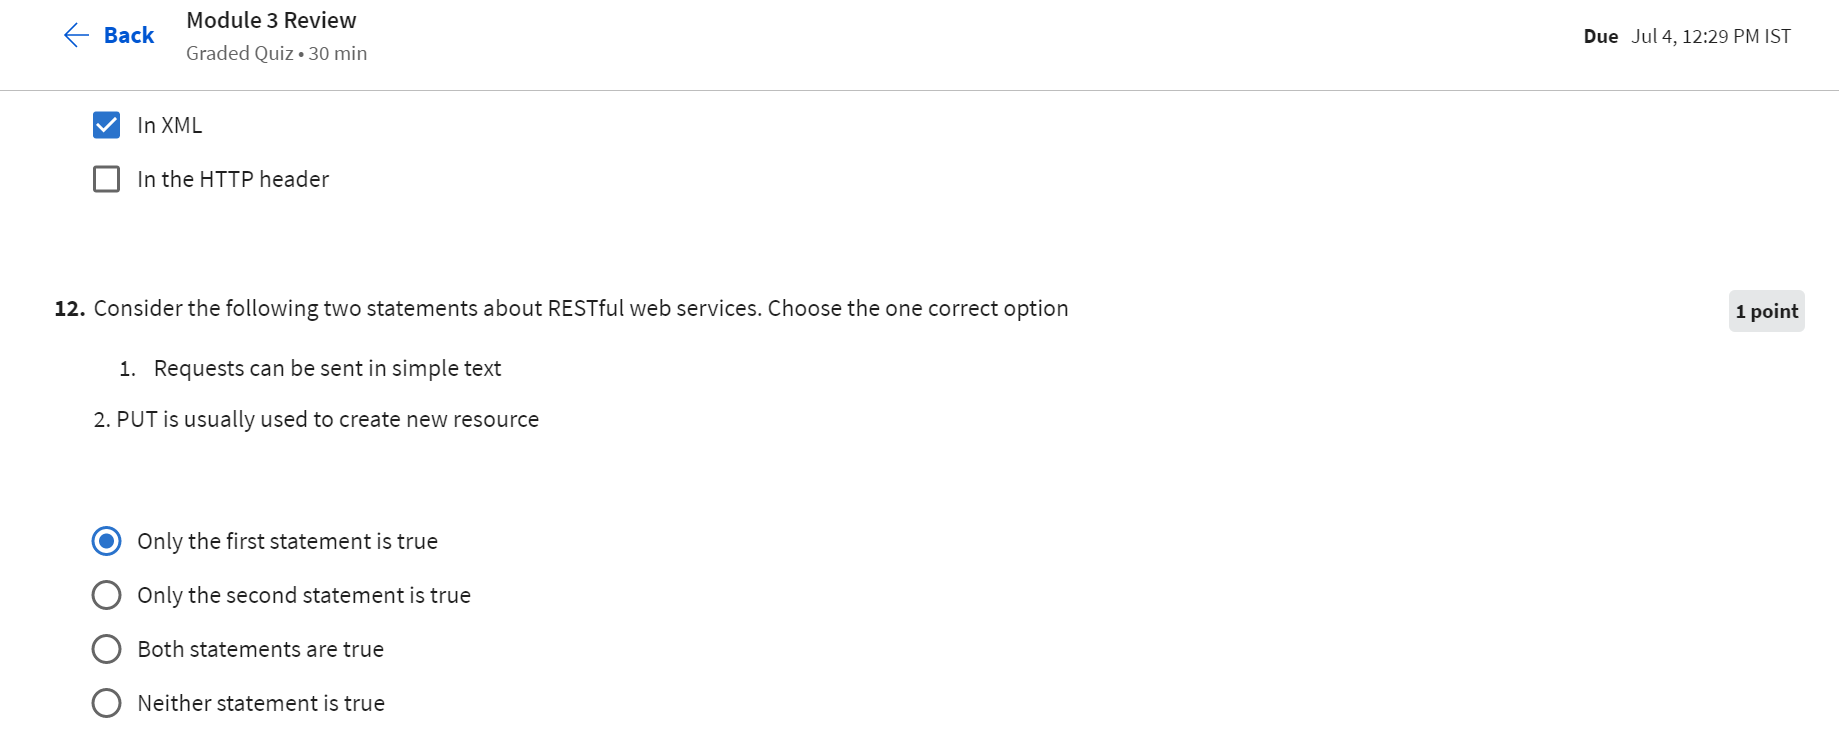 Back
Module 3 Review
Graded Quiz • 30 min
Due Jul 4, 12:29 PM IST
In XML
In the HTTP header
12. Consider the following two statements about RESTful web services. Choose the one correct option
1 point
1. Requests can be sent in simple text
2. PUT is usually used to create new resource
Only the first statement is true
Only the second statement is true
Both statements are true
Neither statement is true